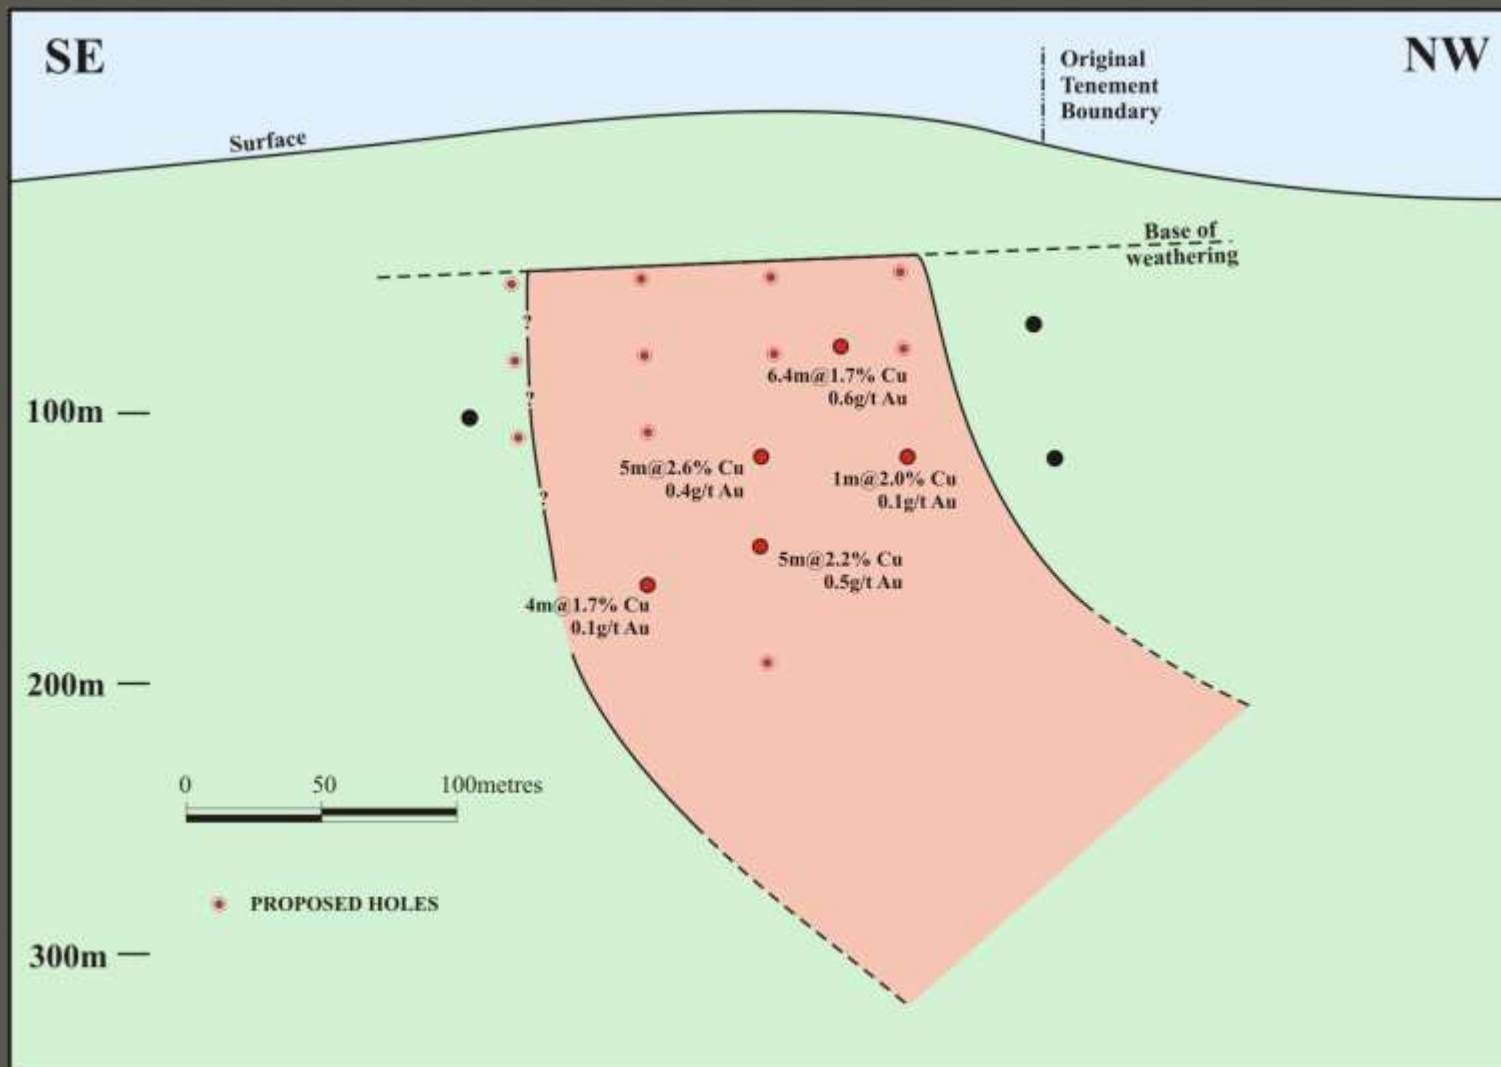 SE
NW
Original
Tenement
Boundary
Surface
Base of
weathering
?
6.4m@1.7% Cu
0.6g/t Au
?
100m
5m@2.6% Cu
0.4g/t Au
1m@2.0% Cu
0.1g/t Au
?
5m@2.2% Cu
0.5g/t Au
4m@1.7% Cu
0.1g/t Au
200m
0 50 100metres
PROPOSED HOLES
300m